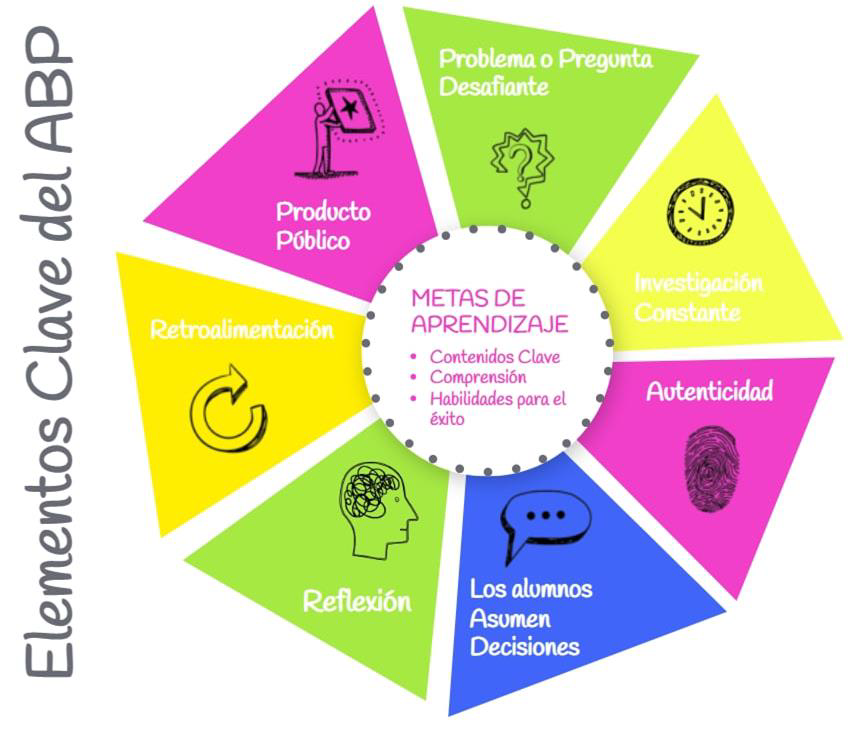 Elementos Clave del ABP
Problema o Pregunta
Desafiante
Investigación
Constante
Autenticidad
Los alumnos
Asumen
Decisiones
Reflexión
Retroalimentación
Producto
Público
METAS DE
APRENDIZAJE
• Contenidos Clave
• Comprensión
• Habilidades para el
éxito